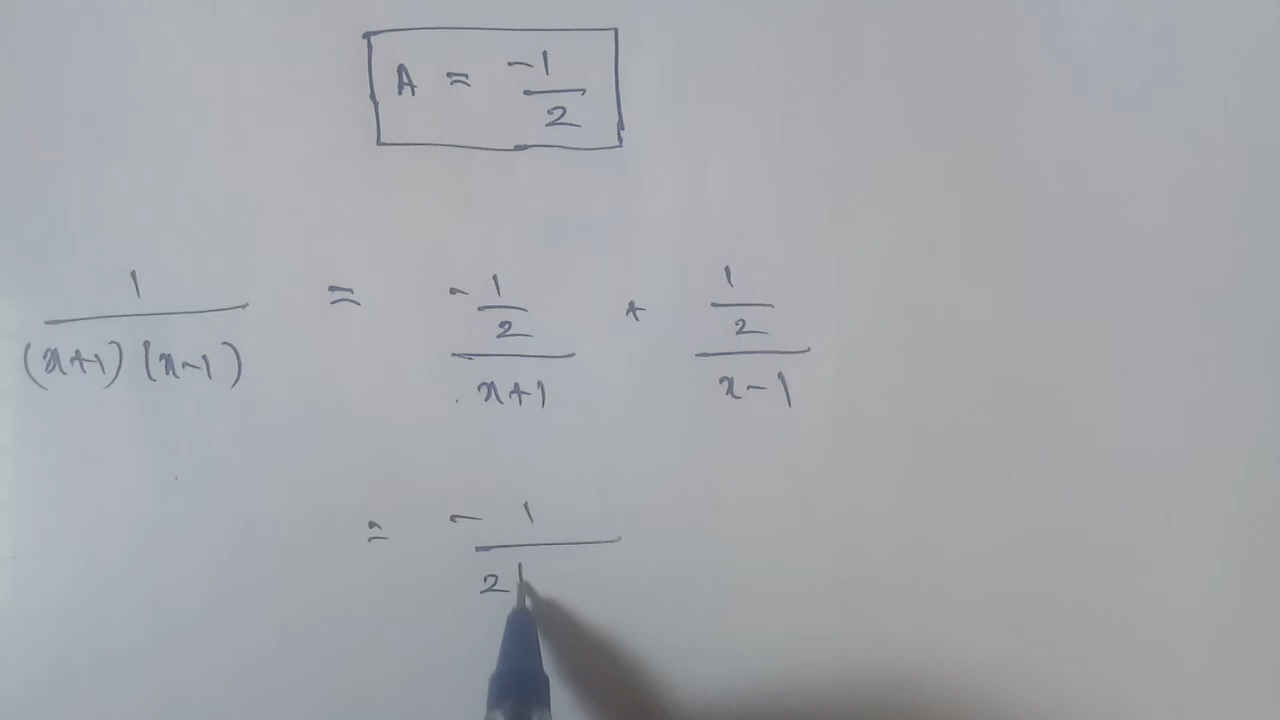 A = -1/2
1/((x+1)(x-1)) = (-1/2)/(x+1) + (1/2)/(x-1)
= - 1/2(